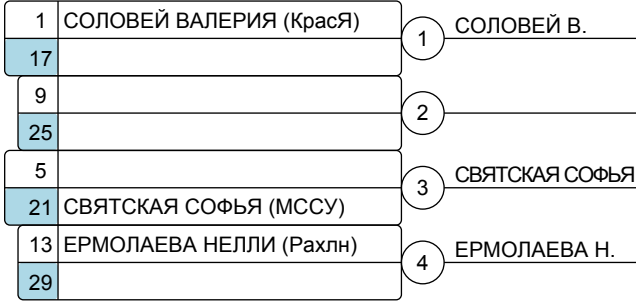 1 СОЛОВЕЙ ВАЛЕРИЯ (КрасЯ)
17
1 СОЛОВЕЙ В.
9
25
2
5
21 СВЯТСКАЯ СОФЬЯ (МССУ)
3 СВЯТСКАЯ СОФЬЯ
13 ЕРМОЛАЕВА НЕЛЛИ (Рахлн)
29
4 ЕРМОЛАЕВА Н.